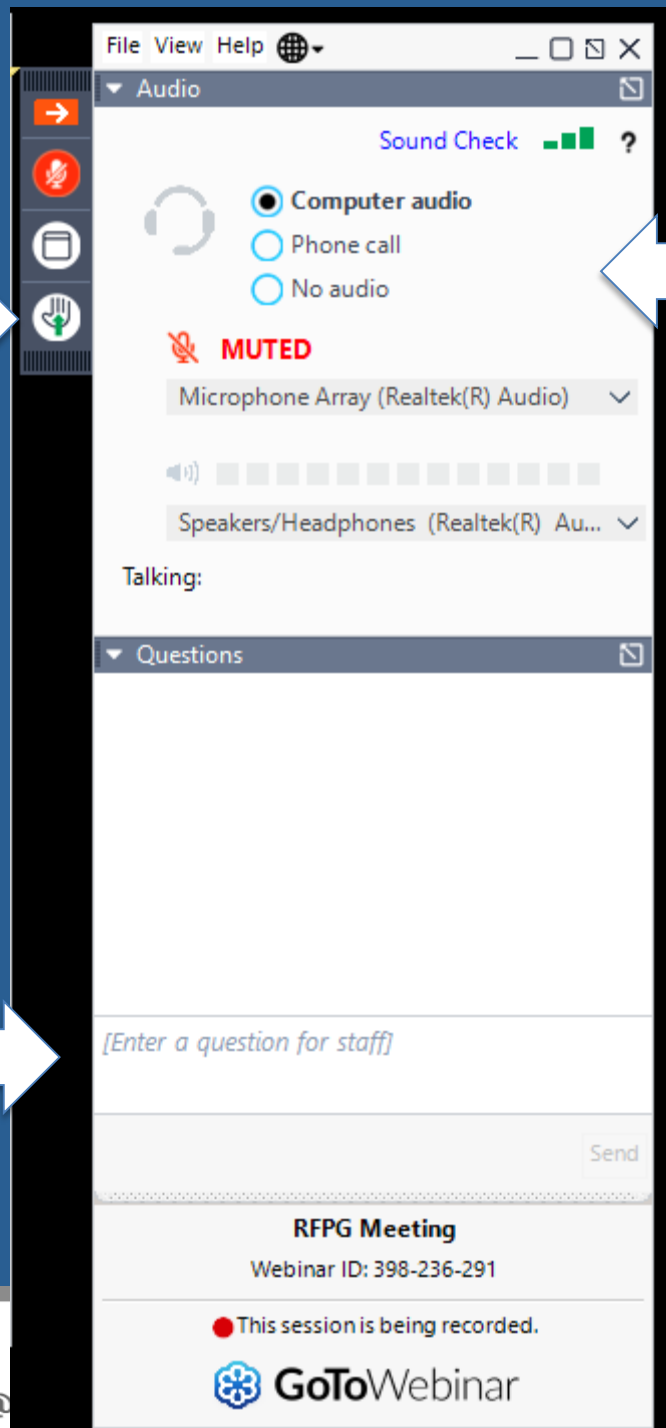 File View Help
Audio
Sound Check ?
Computer audio
Phone call
No audio
MUTED
Microphone Array (Realtek(R) Audio)
Speakers/Headphones (Realtek(R) Au...
Talking:
Questions
[Enter a question for staff]
Send
RFPG Meeting
Webinar ID: 398-236-291
This session is being recorded.
GoToWebinar
@